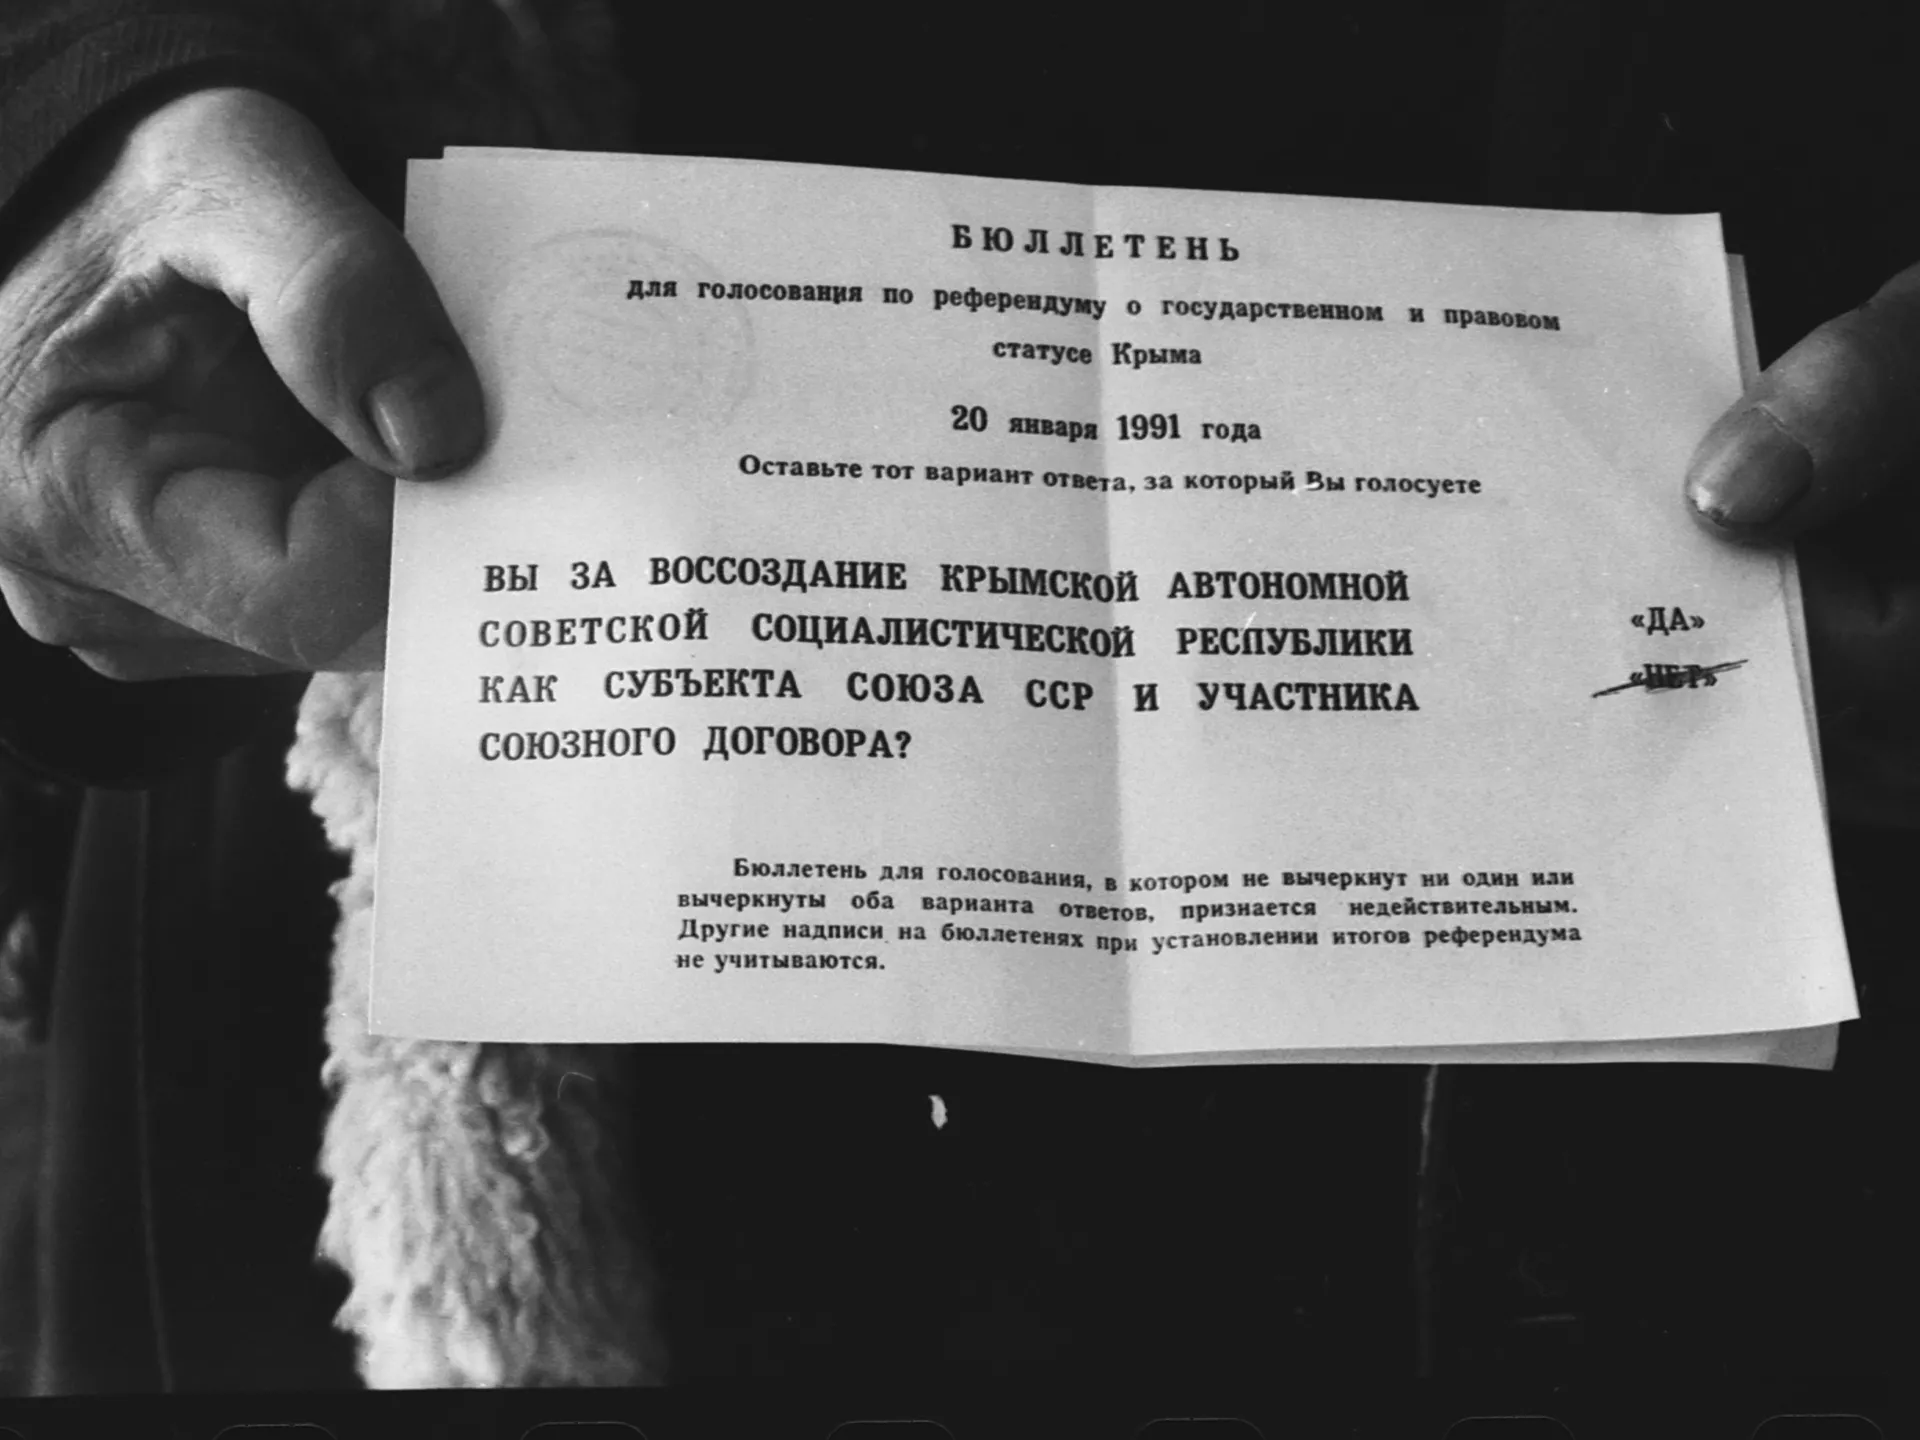 БЮЛЛЕТЕНЬ
для голосования по референдуму о государственном и правовом
статусе Крыма
20 января 1991 года
Оставьте тот вариант ответа, за который Вы голосуете
ВЫ ЗА ВОССОЗДАНИЕ КРЫМСКОЙ АВТОНОМНОЙ
СОВЕТСКОЙ СОЦИАЛИСТИЧЕСКОЙ РЕСПУБЛИКИ
КАК СУБЪЕКТА СОЮЗА ССР И УЧАСТНИКА
СОЮЗНОГО ДОГОВОРА?
«ДА»
«НЕТ»
Бюллетень для голосования, в котором не вычеркнут ни один или
вычеркнуты оба варианта ответов, признается недействительным.
Другие надписи на бюллетенях при установлении итогов референдума
не учитываются.